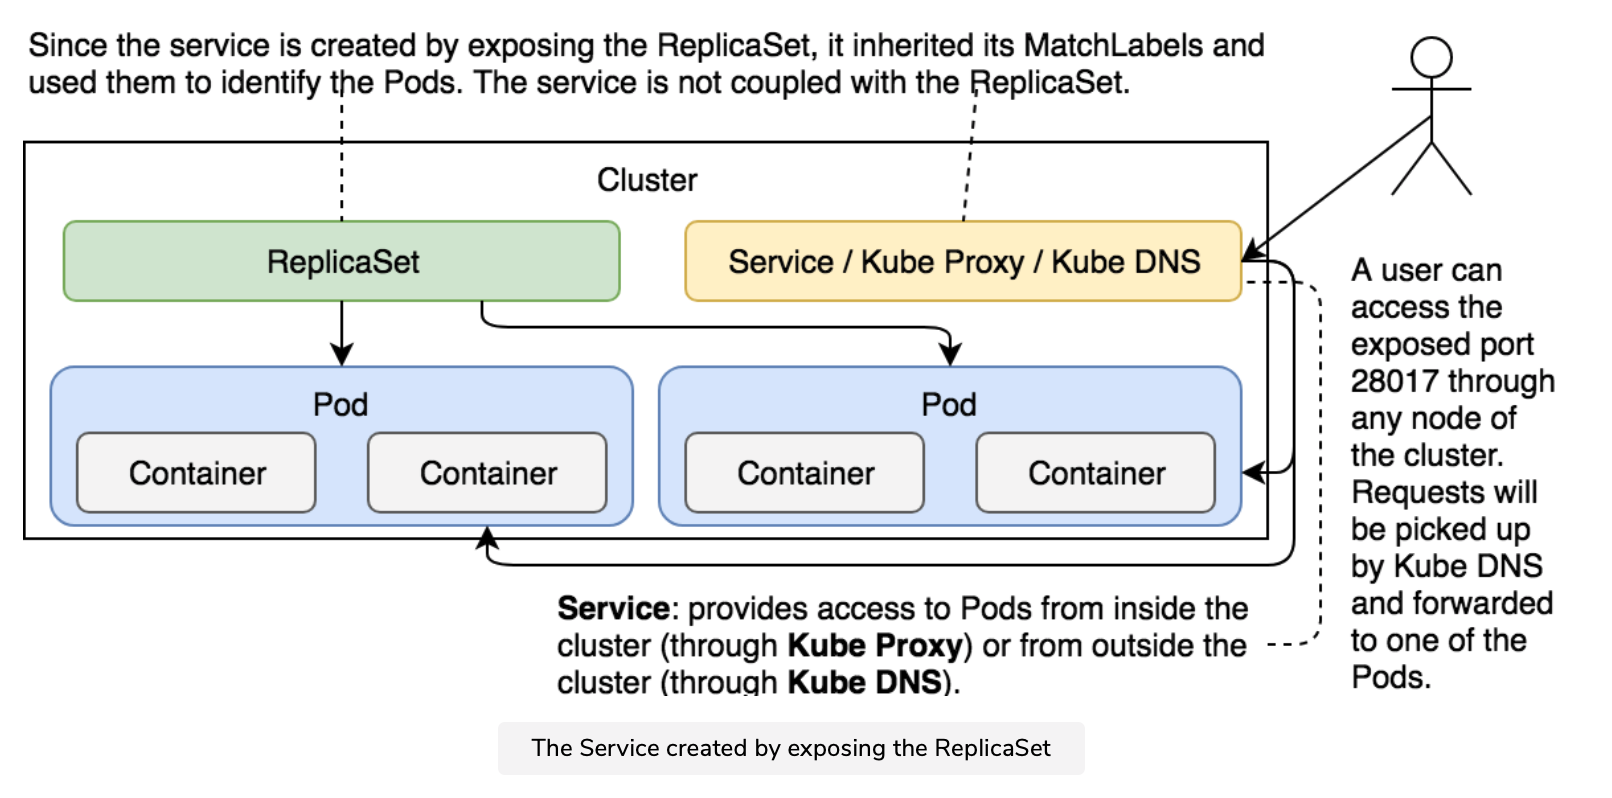 Since the service is created by exposing the ReplicaSet, it inherited its MatchLabels and
used them to identify the Pods. The service is not coupled with the ReplicaSet.
Cluster
ReplicaSet
Service / Kube Proxy / Kube DNS
Pod
Container
Container
Pod
Container
Container
A user can
access the
exposed port
28017 through
any node of
the cluster.
Requests will
be picked up
by Kube DNS
and forwarded
to one of the
Pods.
Service: provides access to Pods from inside the
cluster (through Kube Proxy) or from outside the
cluster (through Kube DNS).
The Service created by exposing the ReplicaSet